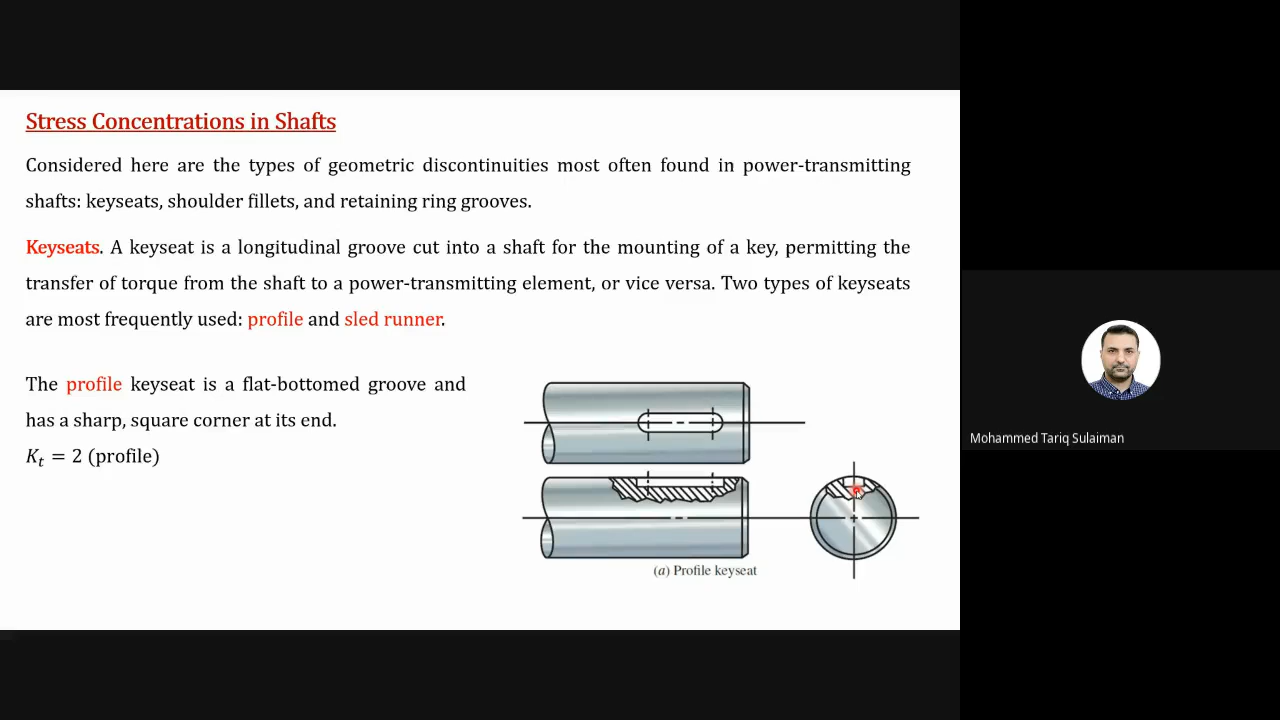 Stress Concentrations in Shafts
Considered here are the types of geometric discontinuities most often found in power-transmitting
shafts: keyseats, shoulder fillets, and retaining ring grooves.
Keyseats. A keyseat is a longitudinal groove cut into a shaft for the mounting of a key, permitting the
transfer of torque from the shaft to a power-transmitting element, or vice versa. Two types of keyseats
are most frequently used: profile and sled runner.
The profile keyseat is a flat-bottomed groove and
has a sharp, square corner at its end.
Kₜ = 2 (profile)
(a) Profile keyseat
Mohammed Tariq Sulaiman